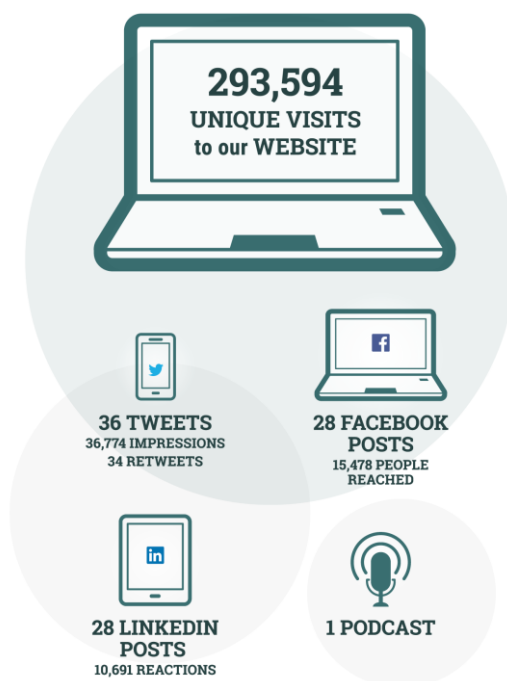 293,594
UNIQUE VISITS
to our WEBSITE
36 TWEETS
36,774 IMPRESSIONS
34 RETWEETS
28 FACEBOOK
POSTS
15,478 PEOPLE
REACHED
in
28 LINKEDIN
POSTS
10,691 REACTIONS
1 PODCAST